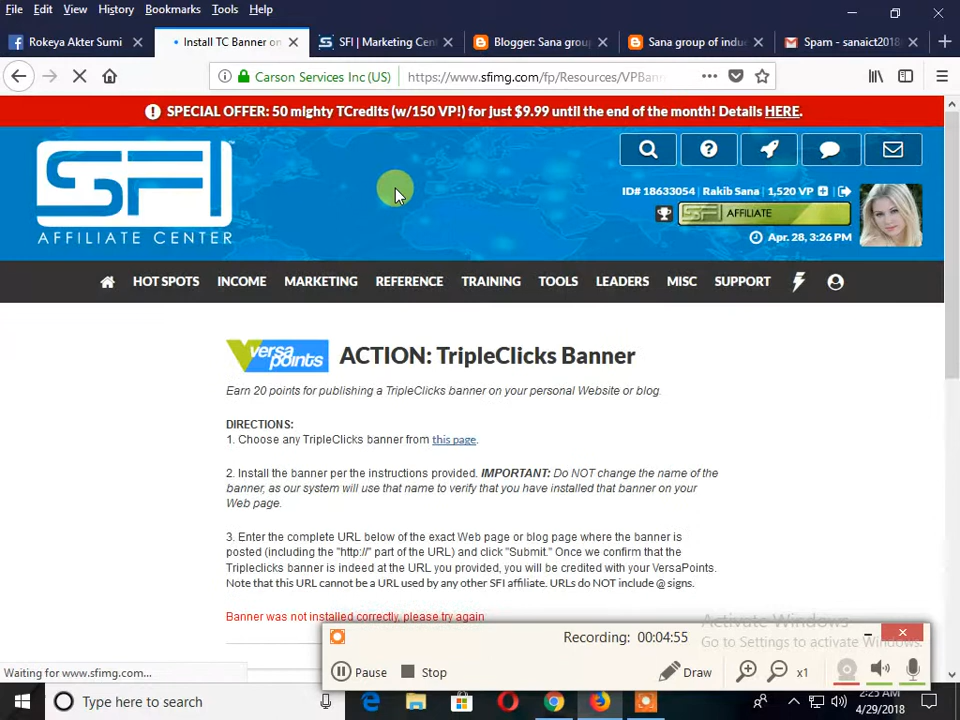 File Edit View History Bookmarks Tools Help
Rokeya Akter Sumi
Install TC Banner on
SFI | Marketing Cen
Blogger: Sana grou
Sana group of indu
Spam - sanaict2018
Carson Services Inc (US)
https://www.sfimg.com/fp/Resources/VPBan
SPECIAL OFFER: 50 mighty TCredits (w/150 VP!) for just $9.99 until the end of the month! Details HERE.
SFI
AFFILIATE CENTER
ID# 18633054 | Rakib Sana | 1,520 VP
SFI AFFILIATE
Apr. 28, 3:26 PM
HOT SPOTS INCOME MARKETING REFERENCE TRAINING TOOLS LEADERS MISC SUPPORT
versa points
ACTION: TripleClicks Banner
Earn 20 points for publishing a TripleClicks banner on your personal Website or blog.
DIRECTIONS:
1. Choose any TripleClicks banner from this page.
2. Install the banner per the instructions provided. IMPORTANT: Do NOT change the name of the
banner, as our system will use that name to verify that you have installed that banner on your
Web page.
3. Enter the complete URL below of the exact Web page or blog page where the banner is
posted (including the "http://" part of the URL) and click "Submit." Once we confirm that the
Tripleclicks banner is indeed at the URL you provided, you will be credited with your VersaPoints.
Note that this URL cannot be a URL used by any other SFI affiliate. URLs do NOT include @ signs.
Banner was not installed correctly, please try again
Activate Windows
Go to Settings to activate Windows.
Recording: 00:04:55
Pause Stop Draw x1
Waiting for www.sfimg.com...
Type here to search
2:25 AM
4/29/2018